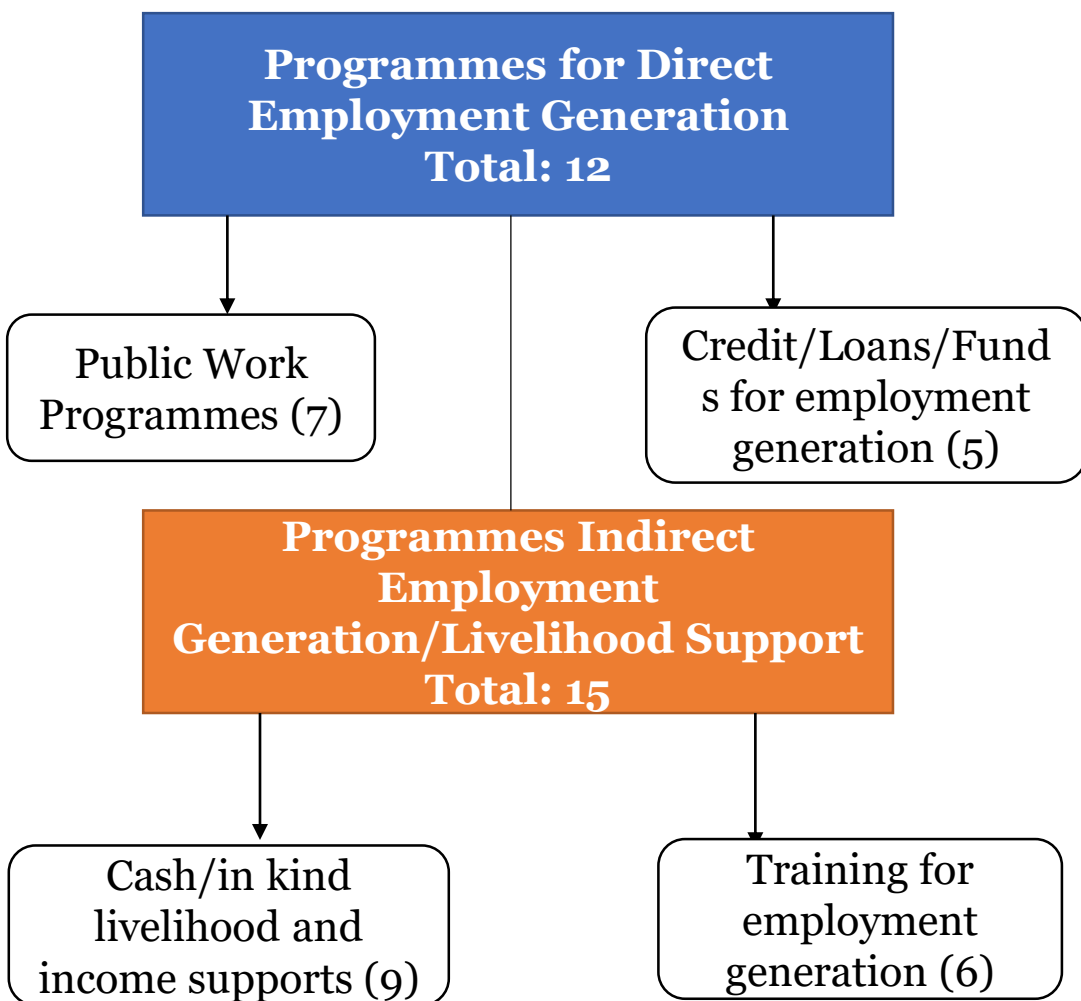 Programmes for Direct
Employment Generation
Total: 12
Public Work
Programmes (7)
Credit/Loans/Fund
s for employment
generation (5)
Programmes Indirect
Employment
Generation/Livelihood Support
Total: 15
Cash/in kind
livelihood and
income supports (9)
Training for
employment
generation (6)